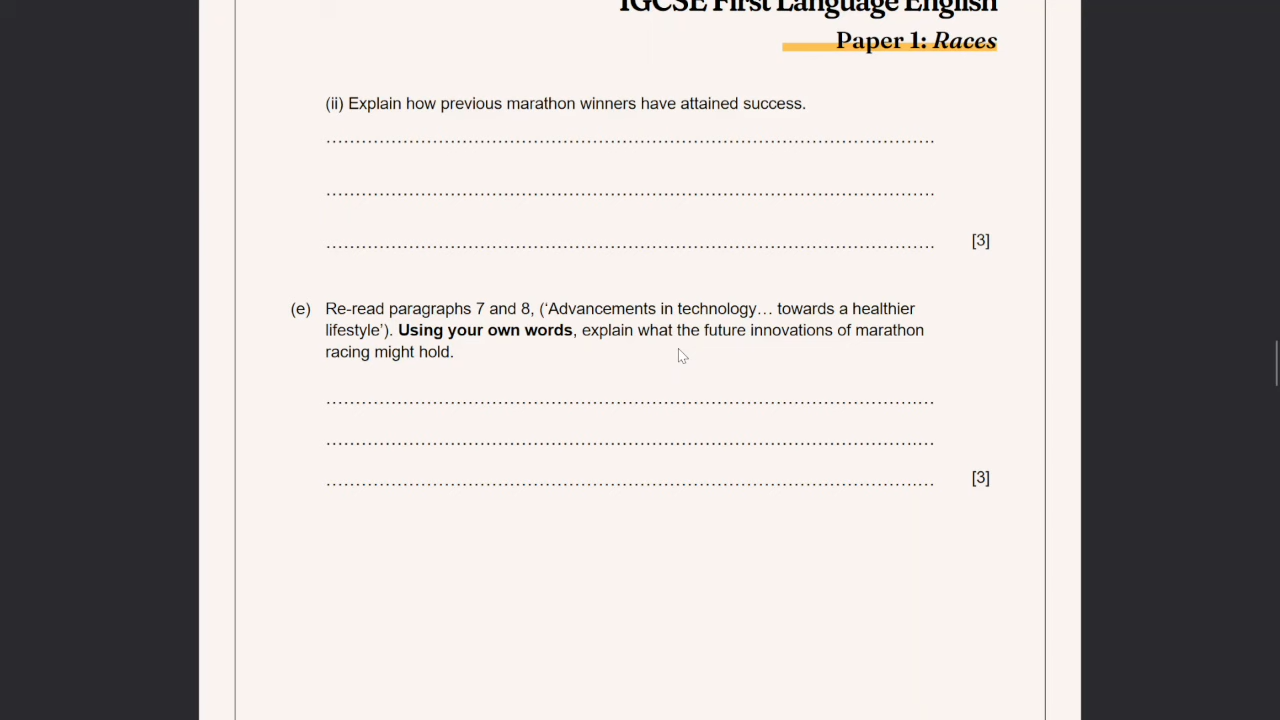 IGCSE First Language English
Paper 1: Races
(ii) Explain how previous marathon winners have attained success.
................................................................................................................
................................................................................................................
................................................................................................................ [3]
(e) Re-read paragraphs 7 and 8, (‘Advancements in technology… towards a healthier
lifestyle’). Using your own words, explain what the future innovations of marathon
racing might hold.
................................................................................................................
................................................................................................................
................................................................................................................ [3]